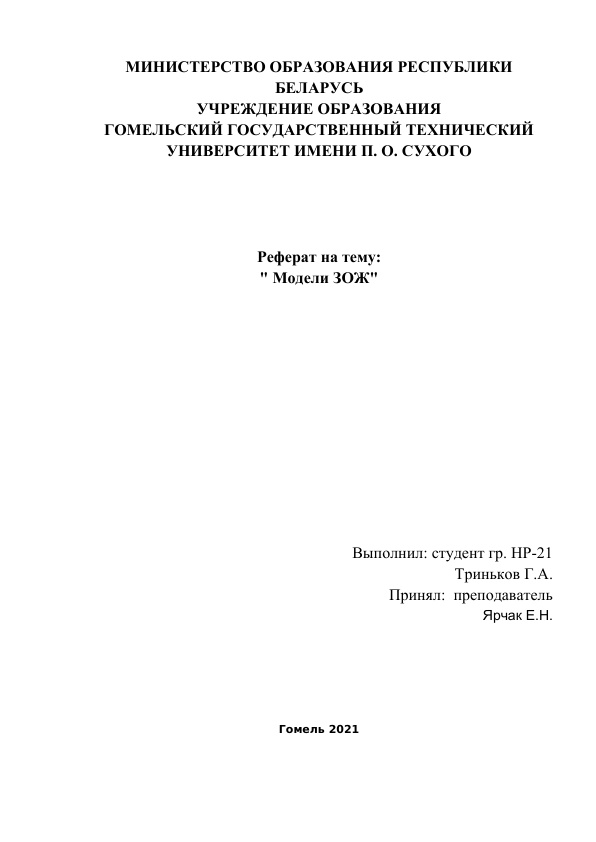 МИНИСТЕРСТВО ОБРАЗОВАНИЯ РЕСПУБЛИКИ
БЕЛАРУСЬ
УЧРЕЖДЕНИЕ ОБРАЗОВАНИЯ
ГОМЕЛЬСКИЙ ГОСУДАРСТВЕННЫЙ ТЕХНИЧЕСКИЙ
УНИВЕРСИТЕТ ИМЕНИ П. О. СУХОГО
Реферат на тему:
" Модели ЗОЖ"
Выполнил: студент гр. НР-21
Триньков Г.А.
Принял:  преподаватель
Ярчак Е.Н.
Гомель 2021